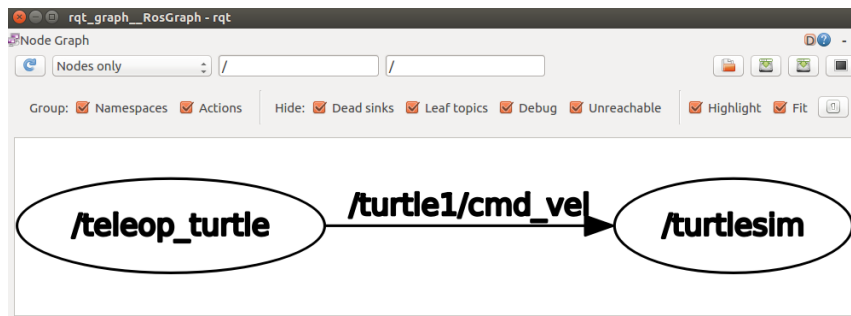 rqt_graph__RosGraph - rqt
Node Graph
D ? -
Nodes only / /
Group: Namespaces Actions Hide: Dead sinks Leaf topics Debug Unreachable Highlight Fit
/teleop_turtle /turtle1/cmd_vel /turtlesim